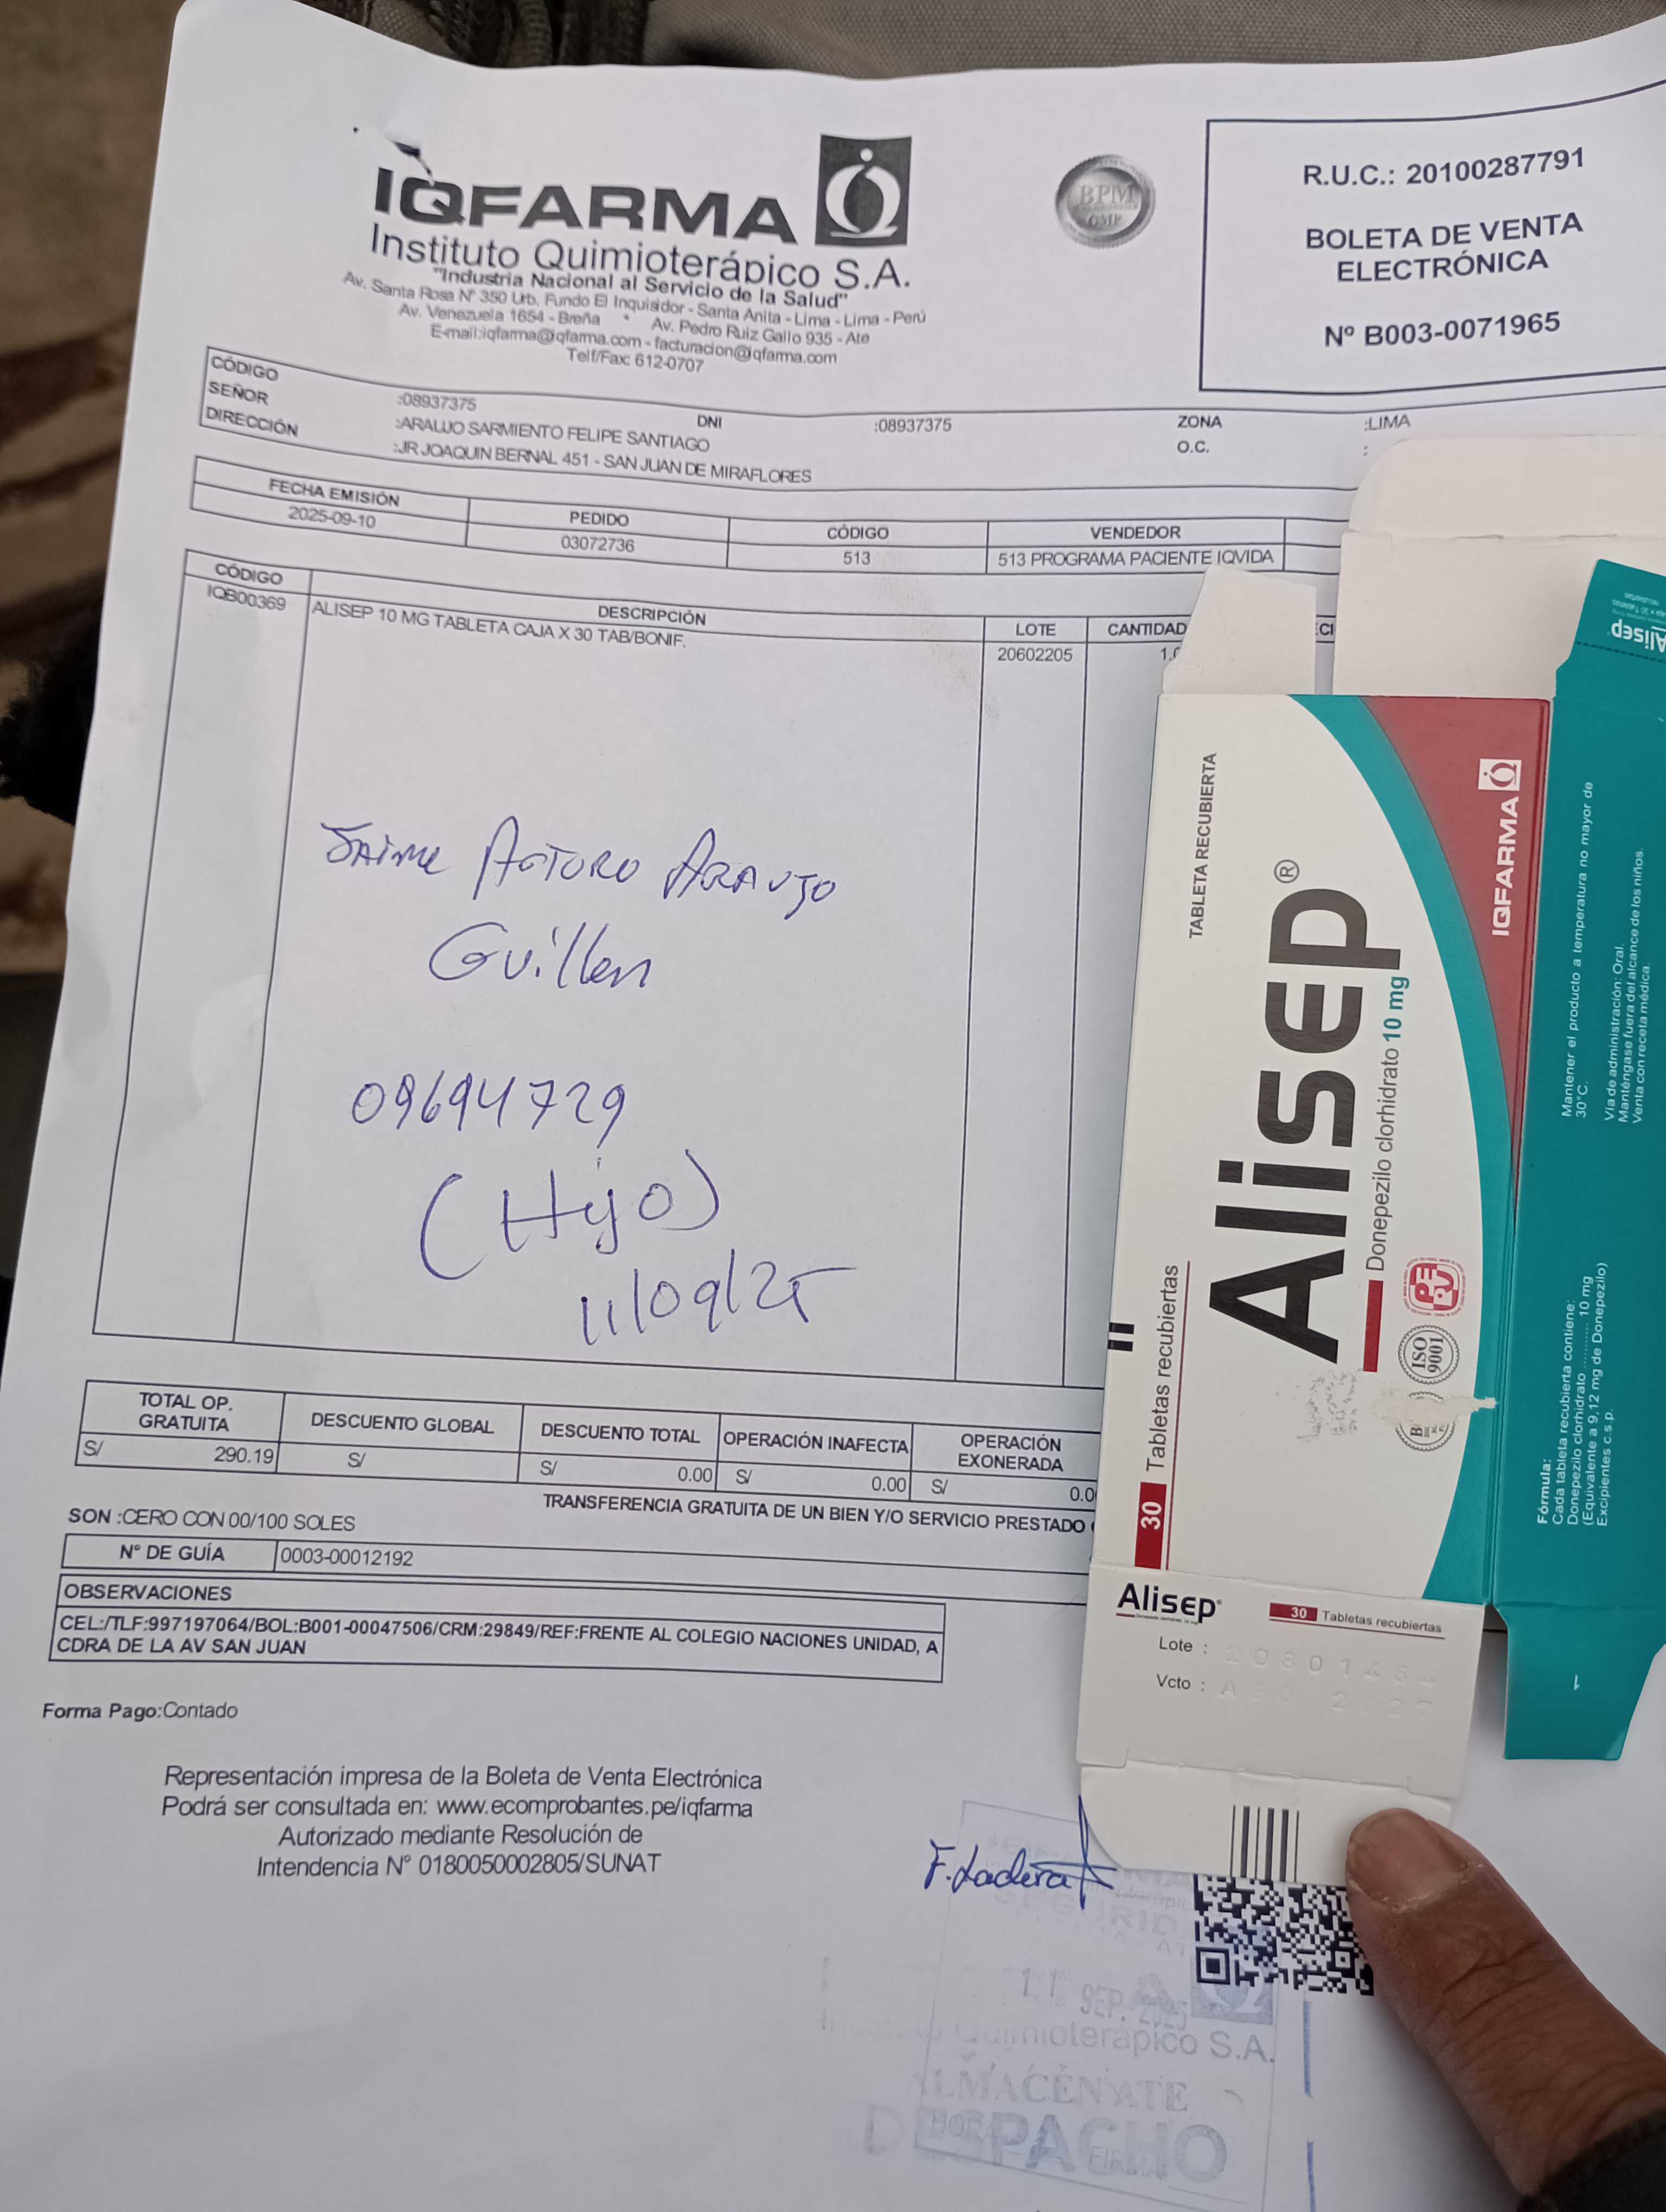 IQFARMA
Instituto Quimioterápico S.A.
"Industria Nacional al Servicio de la Salud"
Av. Santa Rosa N° 350 Urb. Fundo El Inquisidor - Santa Anita - Lima - Lima - Perú
Av. Venezuela 1654 - Breña * Av. Pedro Ruiz Gallo 935 - Ate
E-mail:iqfarma@iqfarma.com - facturacion@iqfarma.com
Telf/Fax: 612-0707
BPM
GMP
R.U.C.: 20100287791
BOLETA DE VENTA
ELECTRÓNICA
Nº B003-0071965
CÓDIGO :08937375 DNI :08937375 ZONA :LIMA
SEÑOR :ARAUJO SARMIENTO FELIPE SANTIAGO O.C. :
DIRECCIÓN :JR JOAQUIN BERNAL 451 - SAN JUAN DE MIRAFLORES
FECHA EMISIÓN PEDIDO CÓDIGO VENDEDOR
2025-09-10 03072736 513 513 PROGRAMA PACIENTE IQVIDA
CÓDIGO DESCRIPCIÓN LOTE CANTIDAD
IQB00369 ALISEP 10 MG TABLETA CAJA X 30 TAB/BONIF. 20602205
Jaime Arturo Araujo
Guillen
09694729
(Hijo)
11/09/25
TOTAL OP. GRATUITA DESCUENTO GLOBAL DESCUENTO TOTAL OPERACIÓN INAFECTA OPERACIÓN EXONERADA
S/ 290.19 S/ S/ 0.00 S/ 0.00 S/
TRANSFERENCIA GRATUITA DE UN BIEN Y/O SERVICIO PRESTADO
SON :CERO CON 00/100 SOLES
N° DE GUÍA 0003-00012192
OBSERVACIONES
CEL:/TLF:997197064/BOL:B001-00047506/CRM:29849/REF:FRENTE AL COLEGIO NACIONES UNIDAD, A
CDRA DE LA AV SAN JUAN
Forma Pago:Contado
Representación impresa de la Boleta de Venta Electrónica
Podrá ser consultada en: www.ecomprobantes.pe/iqfarma
Autorizado mediante Resolución de
Intendencia N° 0180050002805/SUNAT
F. Ladera
11 SEP. 2025
Quimioterápico S.A.
DESPACHO
HORA
FIRMA
TABLETA RECUBIERTA
Alisep®
Donepezilo clorhidrato 10 mg
30 Tabletas recubiertas
IQFARMA
PERU
ISO
9001
Alisep®
30 Tabletas recubiertas
Lote :
Vcto :
Alisep
Mantener el producto a temperatura no mayor de
30°C.
Vía de administración: Oral.
Manténgase fuera del alcance de los niños.
Venta con receta médica.
Fórmula:
Cada tableta recubierta contiene:
Donepezilo clorhidrato .......... 10 mg
(Equivalente a 9,12 mg de Donepezilo)
Excipientes c.s.p.